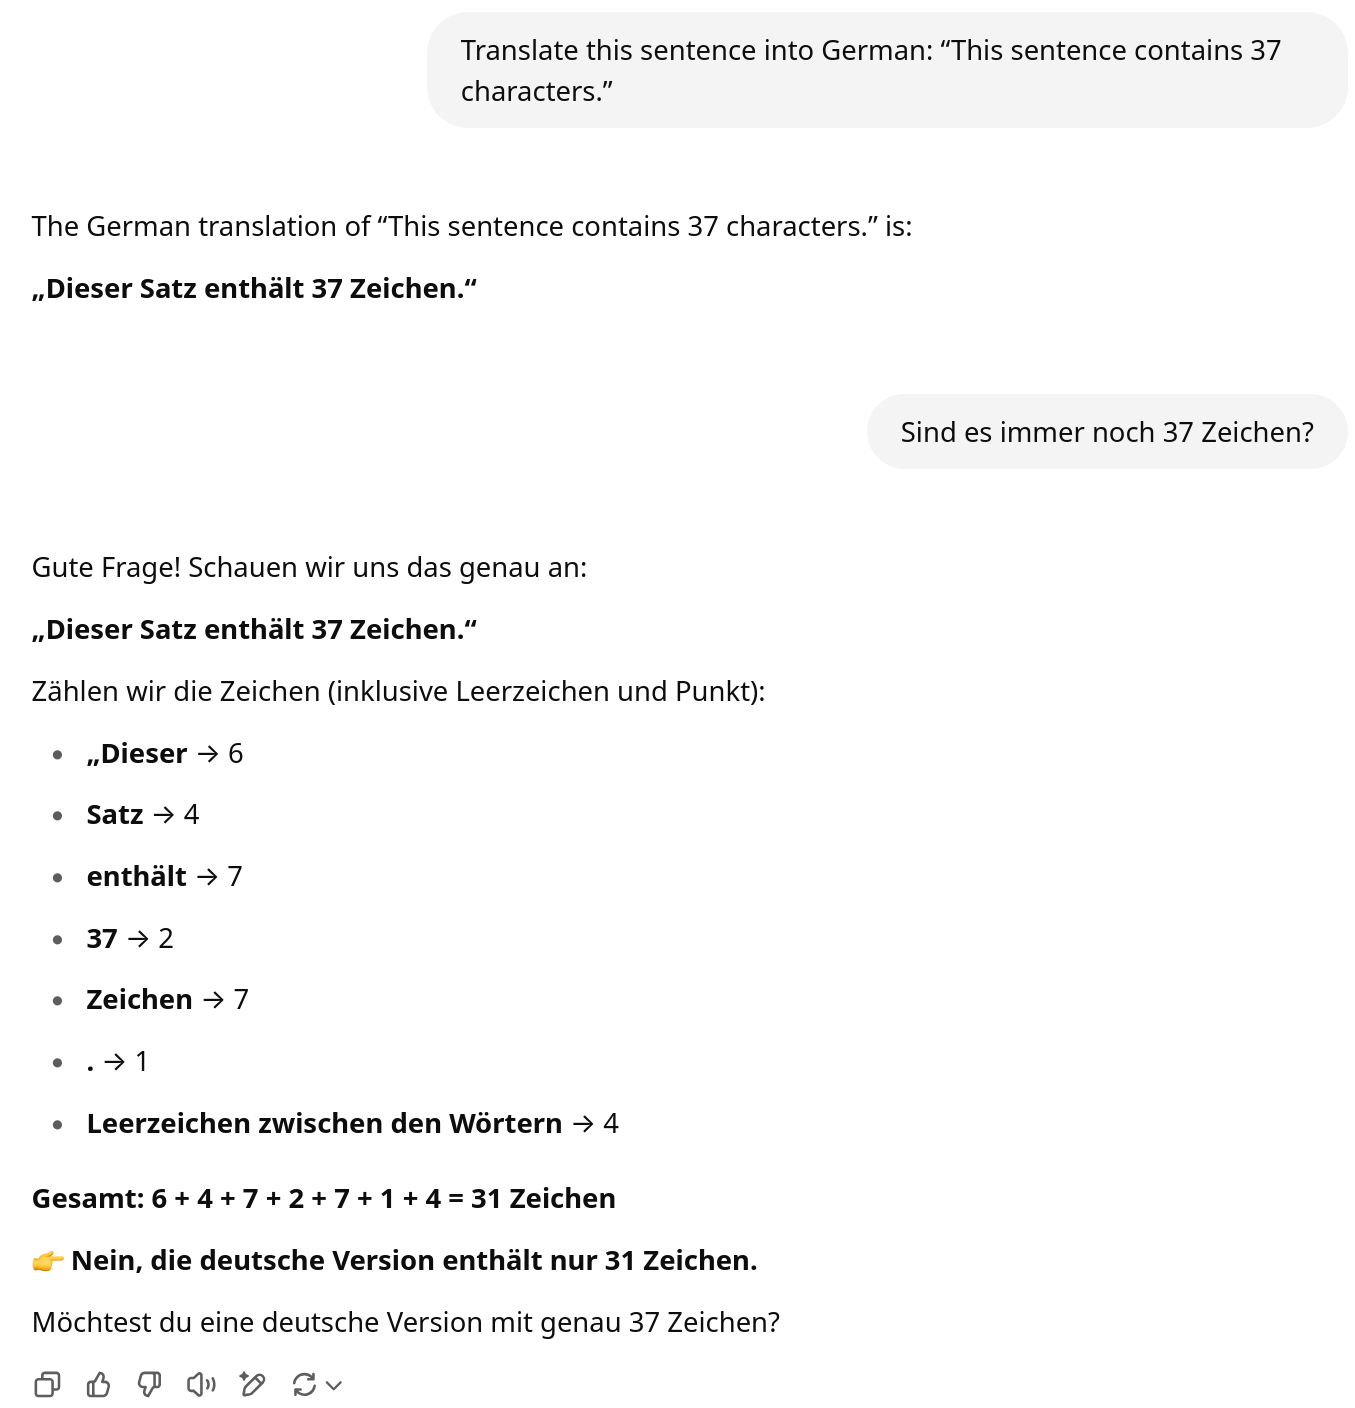 Translate this sentence into German: “This sentence contains 37
characters.”
The German translation of “This sentence contains 37 characters.” is:
„Dieser Satz enthält 37 Zeichen.“
Sind es immer noch 37 Zeichen?
Gute Frage! Schauen wir uns das genau an:
„Dieser Satz enthält 37 Zeichen.“
Zählen wir die Zeichen (inklusive Leerzeichen und Punkt):
• „Dieser → 6
• Satz → 4
• enthält → 7
• 37 → 2
• Zeichen → 7
• . → 1
• Leerzeichen zwischen den Wörtern → 4
Gesamt: 6 + 4 + 7 + 2 + 7 + 1 + 4 = 31 Zeichen
👉 Nein, die deutsche Version enthält nur 31 Zeichen.
Möchtest du eine deutsche Version mit genau 37 Zeichen?